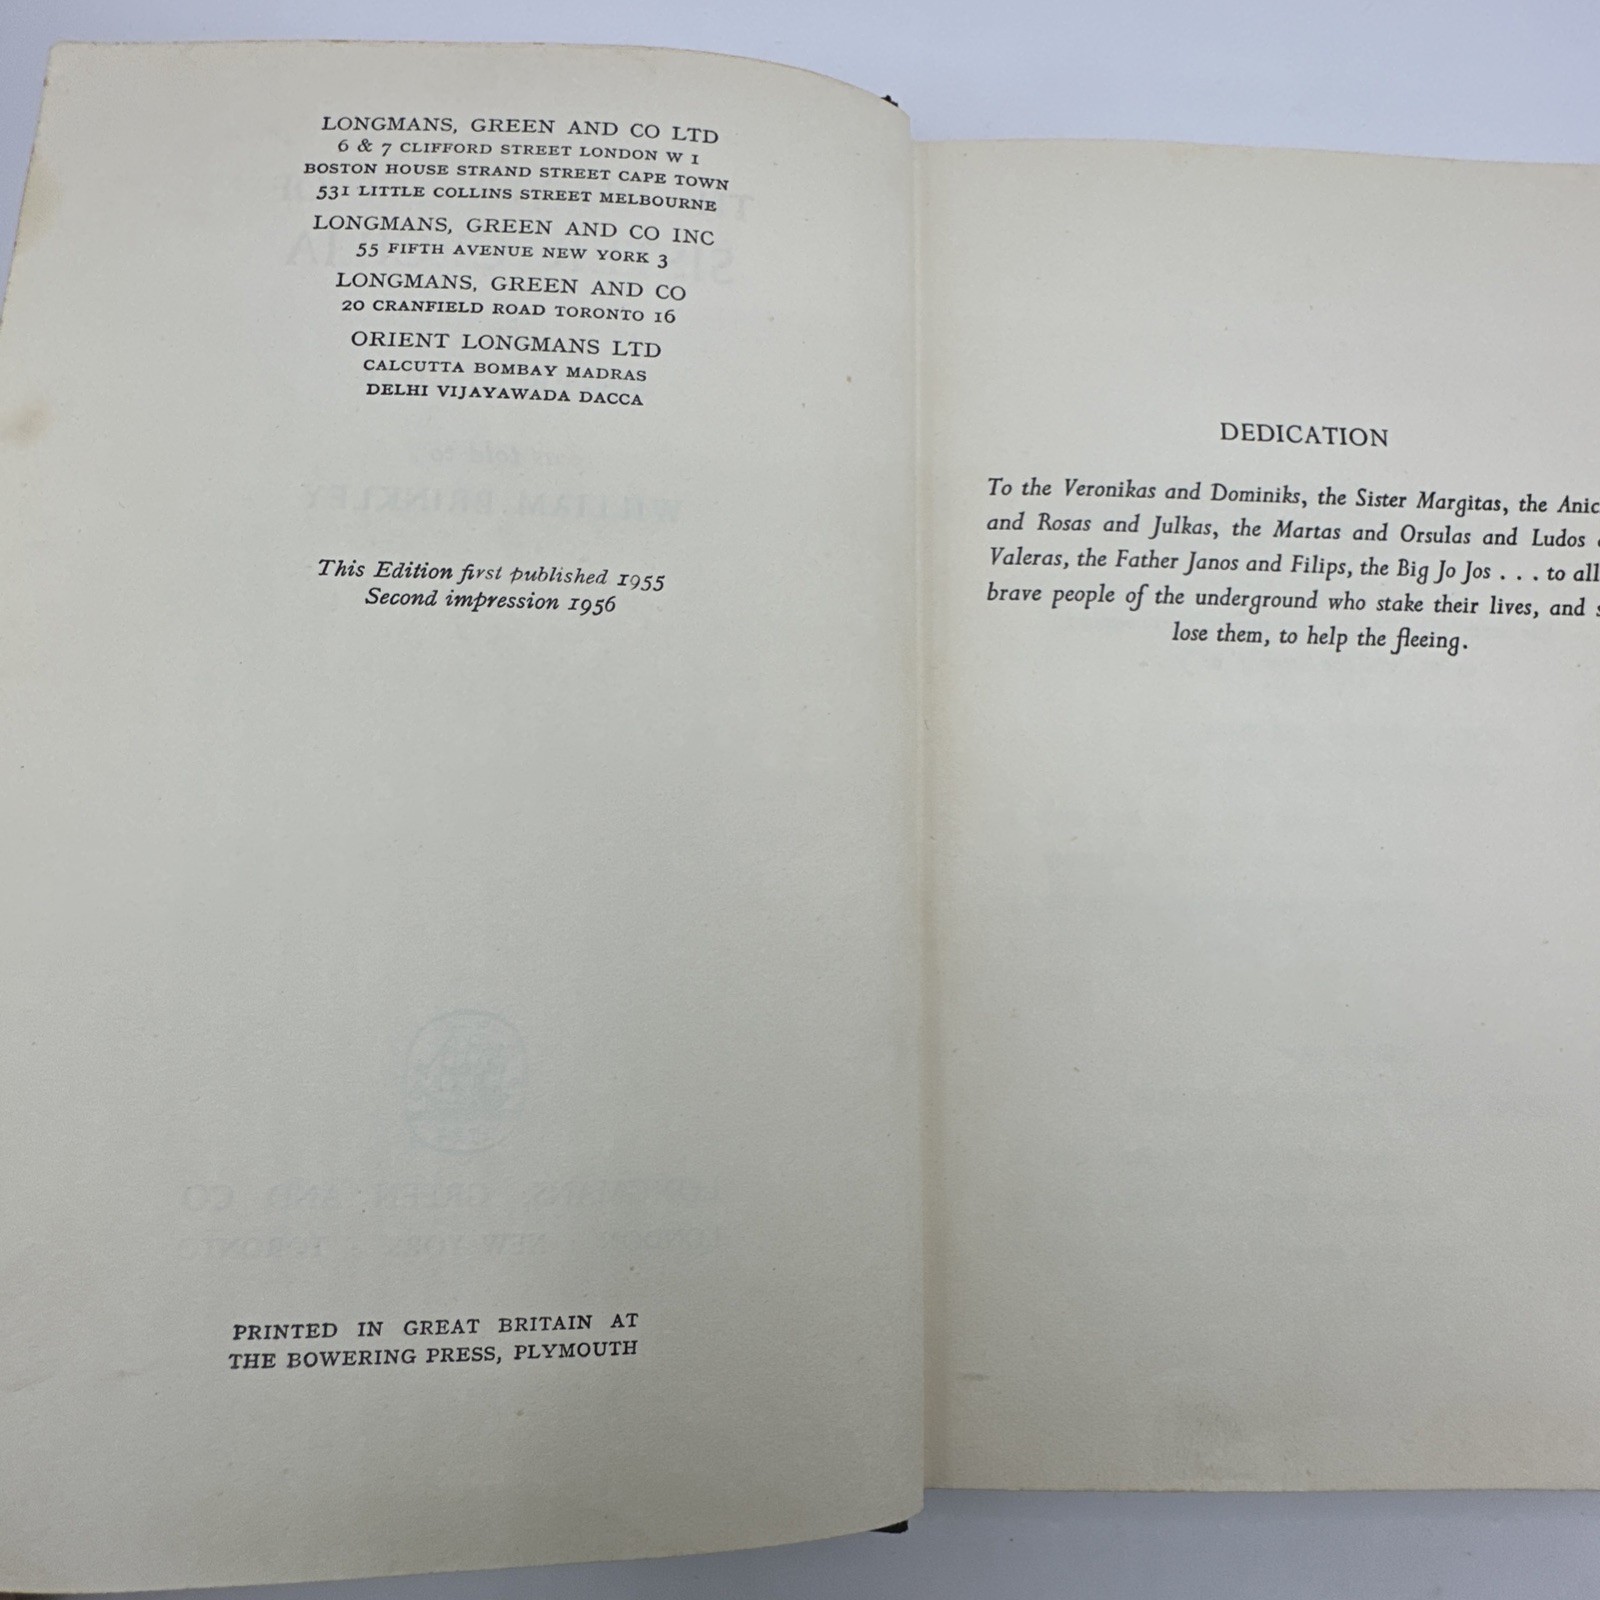 LONGMANS, GREEN AND CO LTD
6 & 7 CLIFFORD STREET LONDON W 1
BOSTON HOUSE STRAND STREET CAPE TOWN
531 LITTLE COLLINS STREET MELBOURNE
LONGMANS, GREEN AND CO INC
55 FIFTH AVENUE NEW YORK 3
LONGMANS, GREEN AND CO
20 CRANFIELD ROAD TORONTO 16
ORIENT LONGMANS LTD
CALCUTTA BOMBAY MADRAS
DELHI VIJAYAWADA DACCA
This Edition first published 1955
Second impression 1956
PRINTED IN GREAT BRITAIN AT
THE BOWERING PRESS, PLYMOUTH
DEDICATION
To the Veronikas and Dominiks, the Sister Margitas, the
and Rosas and Julkas, the Martas and Orsulas and Ludos
Valeras, the Father Janos and Filips, the Big Jo Jos . . . to all
brave people of the underground who stake their lives, and
lose them, to help the fleeing.